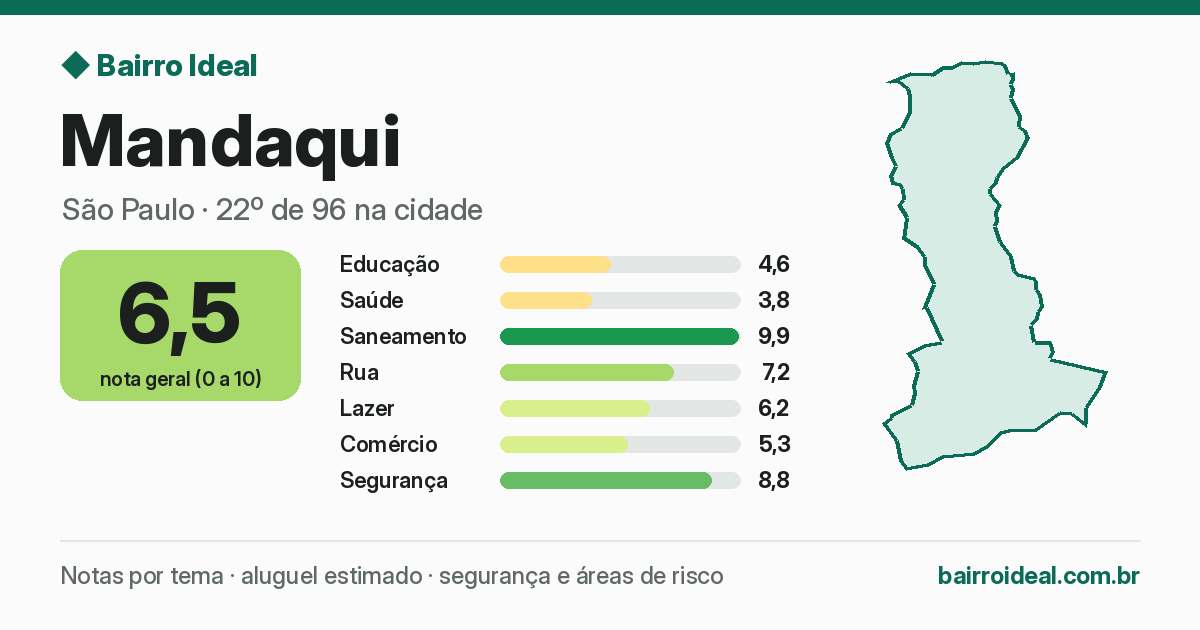 Bairro Ideal
Mandaqui
São Paulo · 22º de 96 na cidade
6,5
nota geral (0 a 10)
Educação 4,6
Saúde 3,8
Saneamento 9,9
Rua 7,2
Lazer 6,2
Comércio 5,3
Segurança 8,8
Notas por tema · aluguel estimado · segurança e áreas de risco
bairroideal.com.br